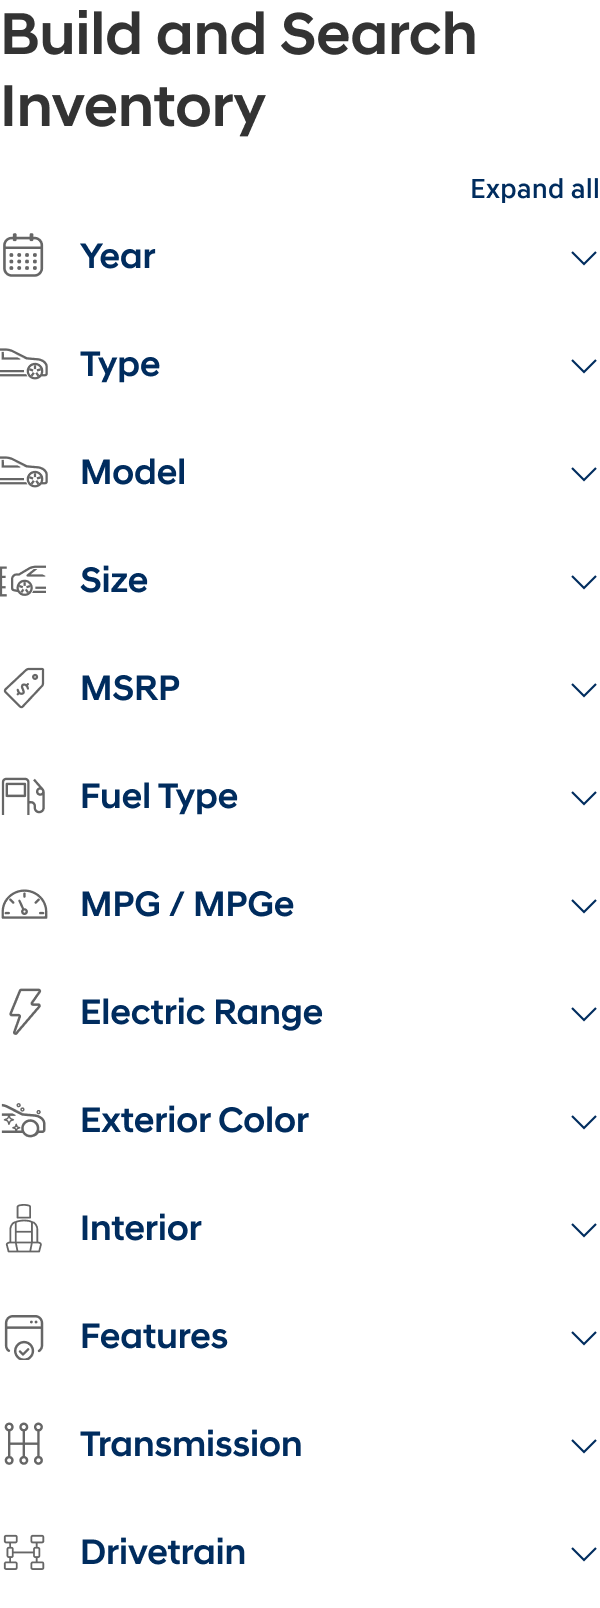 Build and Search
Inventory
Expand all
Year
Type
Model
Size
MSRP
Fuel Type
MPG / MPGe
Electric Range
Exterior Color
Interior
Features
Transmission
Drivetrain